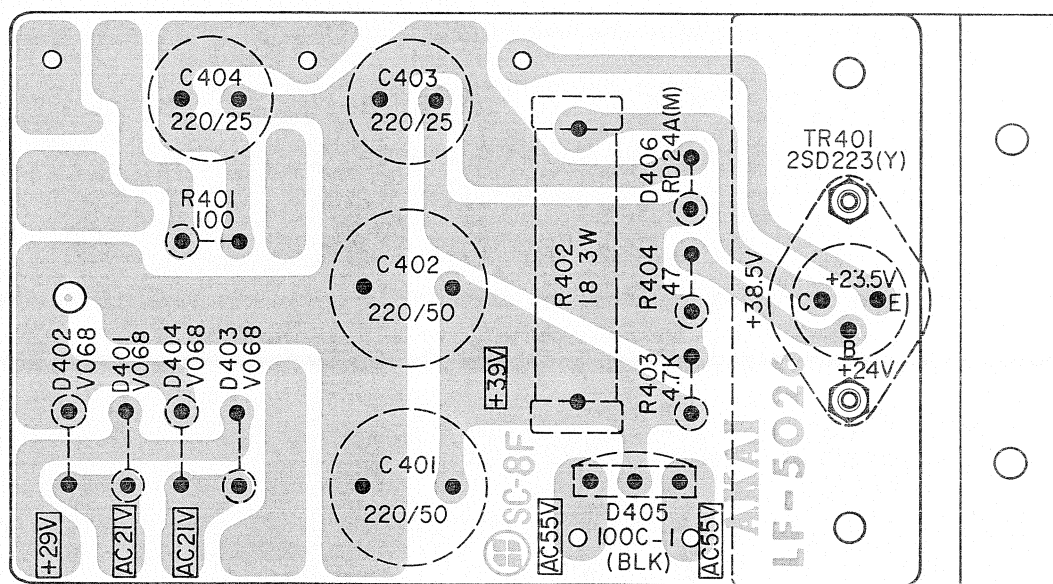 C404
220/25
C403
220/25
R401
100
C402
220/50
C401
220/50
D402
V068
D401
V068
D404
V068
D403
V068
+29V
AC21V
AC21V
+39V
SC-8F
R402
18 3W
D406
RD24A(M)
R404
47
R403
4.7K
AC55V
D405
100C-1
(BLK)
AC55V
+38.5V
TR401
2SD223(Y)
+23.5V
C
E
B
+24V
AKAI
LF-5026